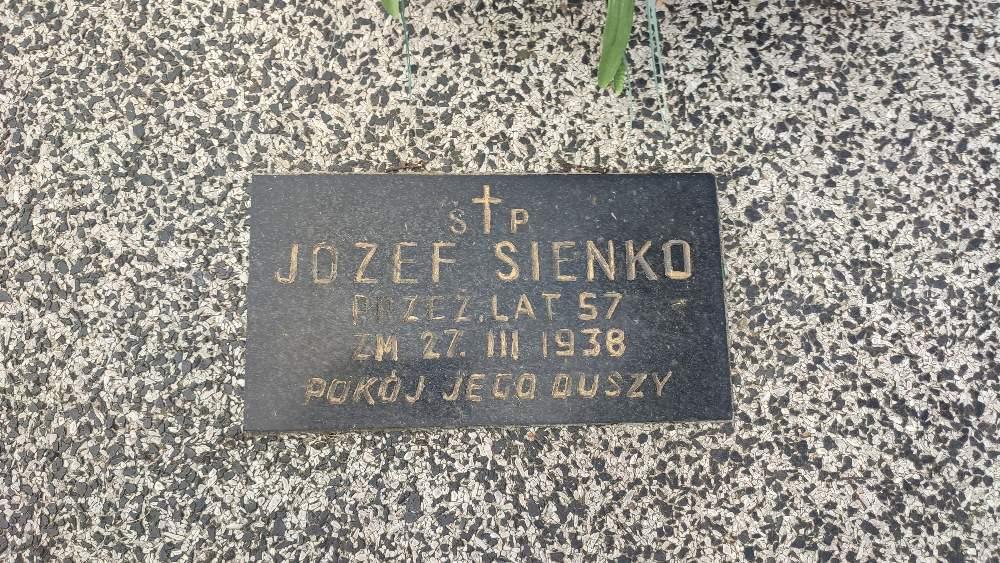 S † P
JOZEF SIENKO
PRZEŻ. LAT 57
ZM 27. III 1938
POKÓJ JEGO DUSZY